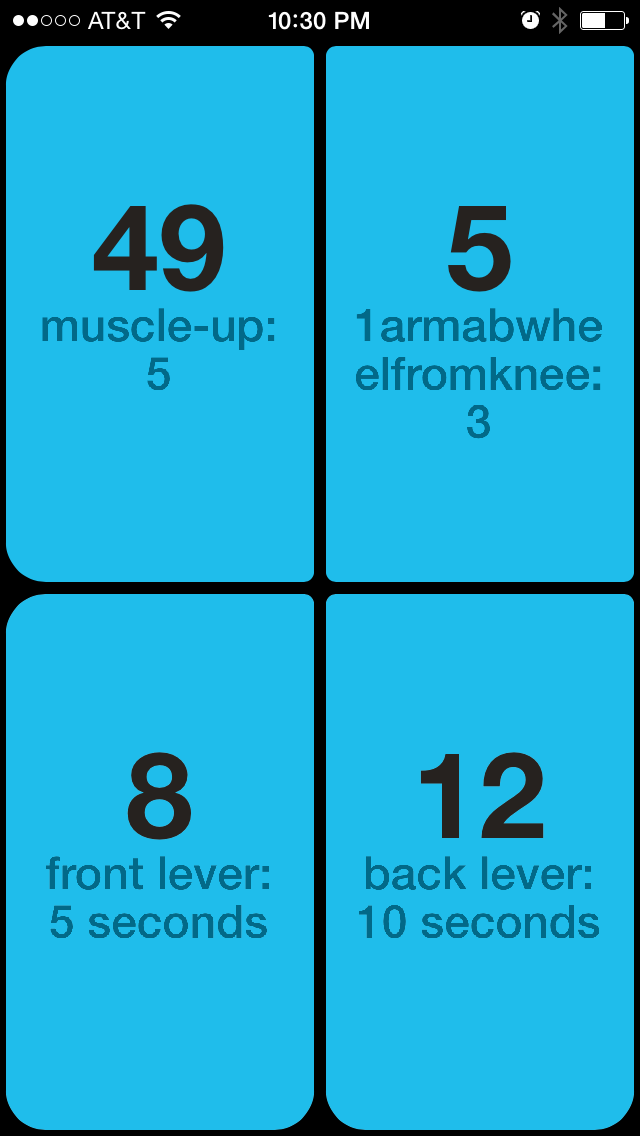 AT&T 10:30 PM
49
muscle-up:
5
5
1armabwhe
elfromknee:
3
8
front lever:
5 seconds
12
back lever:
10 seconds